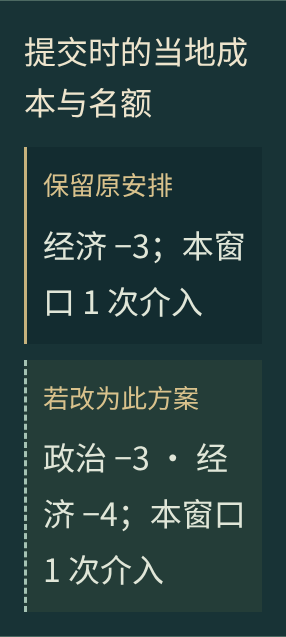 提交时的当地成
本与名额
保留原安排
经济 −3；本窗
口 1 次介入
若改为此方案
政治 −3 · 经
济 −4；本窗口
1 次介入